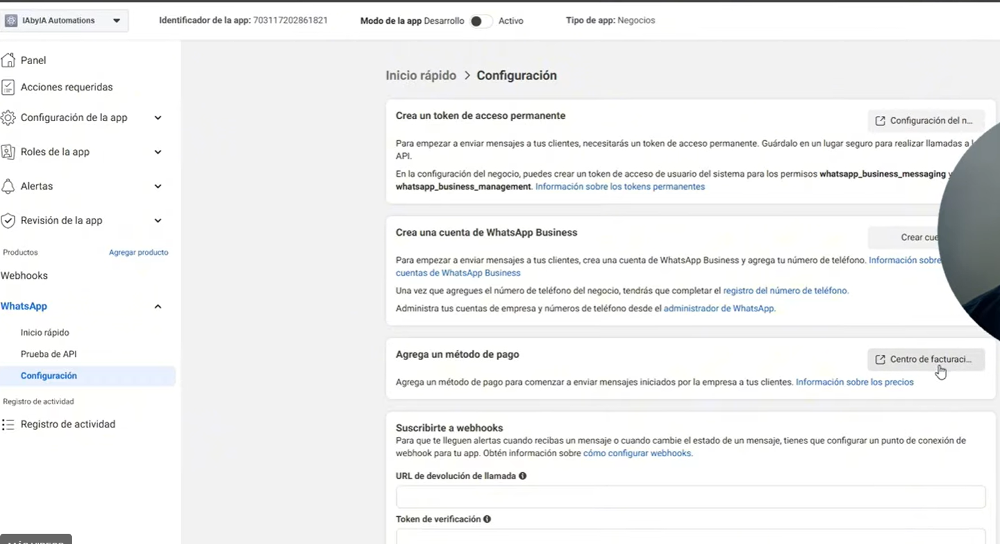 IAbyIA Automations
Identificador de la app: 703117202861821
Modo de la app Desarrollo Activo
Tipo de app: Negocios
Panel
Acciones requeridas
Configuración de la app
Roles de la app
Alertas
Revisión de la app
Productos Agregar producto
Webhooks
WhatsApp
Inicio rápido
Prueba de API
Configuración
Registro de actividad
Registro de actividad
Inicio rápido > Configuración
Crea un token de acceso permanente
Configuración del n...
Para empezar a enviar mensajes a tus clientes, necesitarás un token de acceso permanente. Guárdalo en un lugar seguro para realizar llamadas a
API.
En la configuración del negocio, puedes crear un token de acceso de usuario del sistema para los permisos whatsapp_business_messaging y
whatsapp_business_management. Información sobre los tokens permanentes
Crea una cuenta de WhatsApp Business
Crear cue
Para empezar a enviar mensajes a tus clientes, crea una cuenta de WhatsApp Business y agrega tu número de teléfono. Información sobre
cuentas de WhatsApp Business
Una vez que agregues el número de teléfono del negocio, tendrás que completar el registro del número de teléfono.
Administra tus cuentas de empresa y números de teléfono desde el administrador de WhatsApp.
Agrega un método de pago
Centro de facturaci...
Agrega un método de pago para comenzar a enviar mensajes iniciados por la empresa a tus clientes. Información sobre los precios
Suscribirte a webhooks
Para que te lleguen alertas cuando recibas un mensaje o cuando cambie el estado de un mensaje, tienes que configurar un punto de conexión de
webhook para tu app. Obtén información sobre cómo configurar webhooks.
URL de devolución de llamada
Token de verificación
MÁS VIDEOS